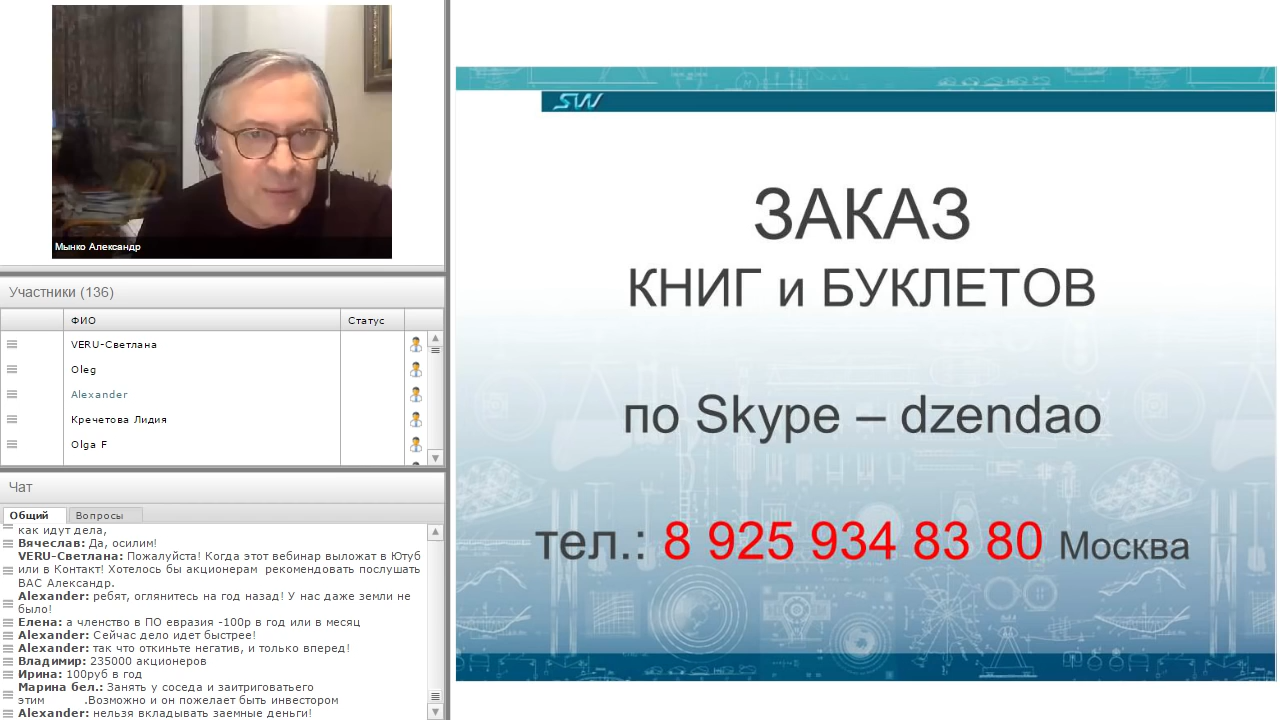 Мынко Александр
Участники (136)
ФИО Статус
VERU-Светлана
Oleg
Alexander
Кречетова Лидия
Olga F
Чат
Общий Вопросы
как идут дела,
Вячеслав: Да, осилим!
VERU-Светлана: Пожалуйста! Когда этот вебинар выложат в Ютуб
или в Контакт! Хотелось бы акционерам рекомендовать послушать
ВАС Александр.
Alexander: ребят, оглянитесь на год назад! У нас даже земли не
было!
Елена: а членство в ПО евразия -100р в год или в месяц
Alexander: Сейчас дело идет быстрее!
Alexander: так что откиньте негатив, и только вперед!
Владимир: 235000 акционеров
Ирина: 100руб в год
Марина бел.: Занять у соседа и заитриговатьего
этим .Возможно и он пожелает быть инвестором
Alexander: нельзя вкладывать заемные деньги!
SW
ЗАКАЗ
КНИГ и БУКЛЕТОВ
по Skype – dzendao
тел.: 8 925 934 83 80 Москва